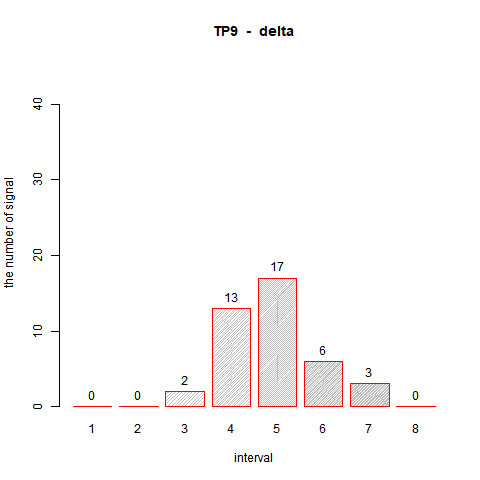 TP9 - delta
the number of signal
40
30
20
10
0
0 0 2 13 17 6 3 0
1 2 3 4 5 6 7 8
interval